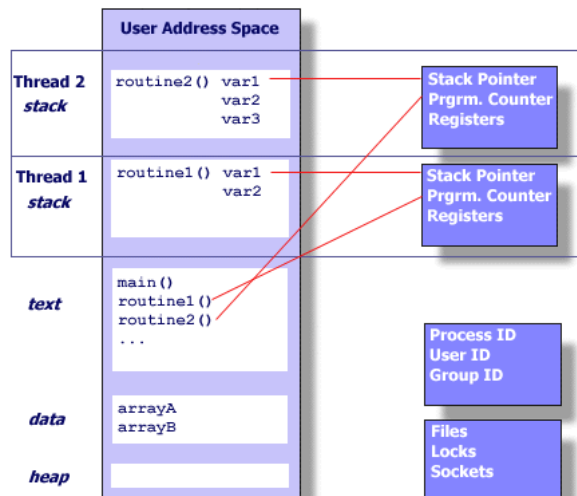 User Address Space
Thread 2
stack
routine2() var1
var2
var3
Stack Pointer
Prgrm. Counter
Registers
Thread 1
stack
routine1() var1
var2
Stack Pointer
Prgrm. Counter
Registers
text
main()
routine1()
routine2()
...
Process ID
User ID
Group ID
data
arrayA
arrayB
Files
Locks
Sockets
heap